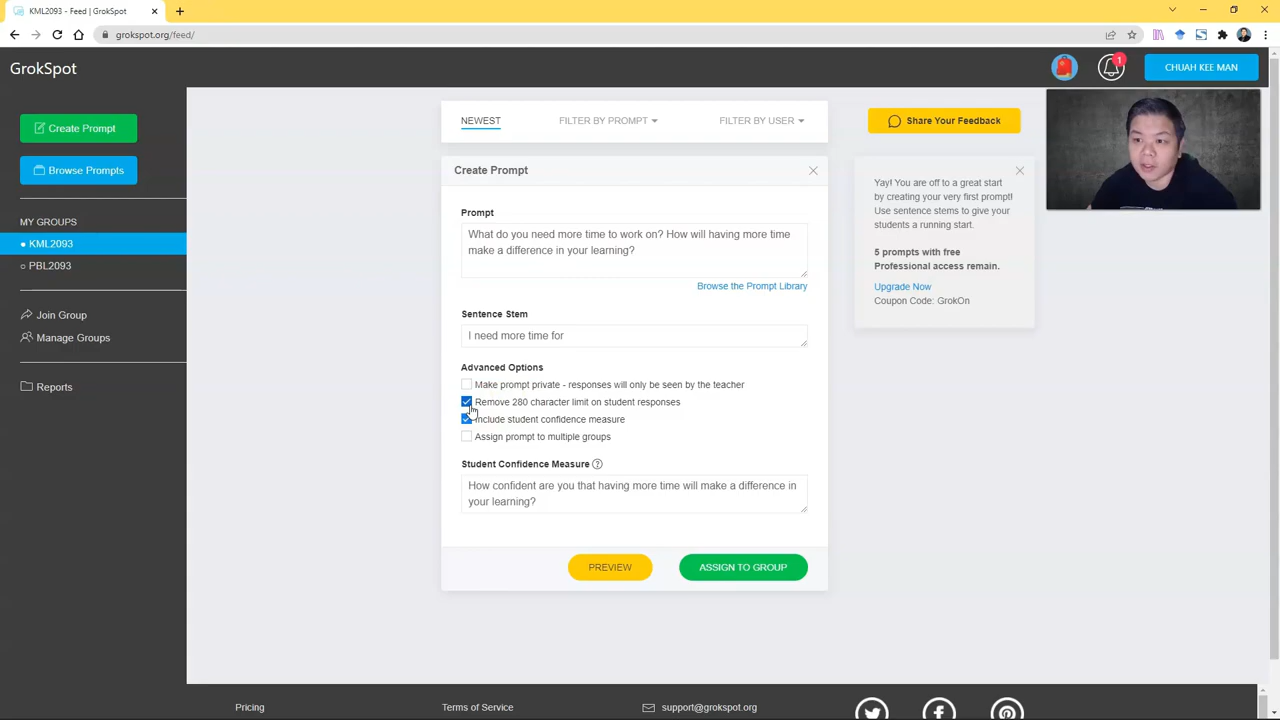 KML2093 - Feed | GrokSpot
grokspot.org/feed/
GrokSpot
1
CHUAH KEE MAN
Create Prompt
Browse Prompts
MY GROUPS
KML2093
PBL2093
Join Group
Manage Groups
Reports
NEWEST
FILTER BY PROMPT
FILTER BY USER
Share Your Feedback
Create Prompt
Prompt
What do you need more time to work on? How will having more time
make a difference in your learning?
Browse the Prompt Library
Sentence Stem
I need more time for
Advanced Options
Make prompt private - responses will only be seen by the teacher
Remove 280 character limit on student responses
Include student confidence measure
Assign prompt to multiple groups
Student Confidence Measure ?
How confident are you that having more time will make a difference in
your learning?
PREVIEW
ASSIGN TO GROUP
Yay! You are off to a great start
by creating your very first prompt!
Use sentence stems to give your
students a running start.
5 prompts with free
Professional access remain.
Upgrade Now
Coupon Code: GrokOn
Pricing
Terms of Service
support@grokspot.org